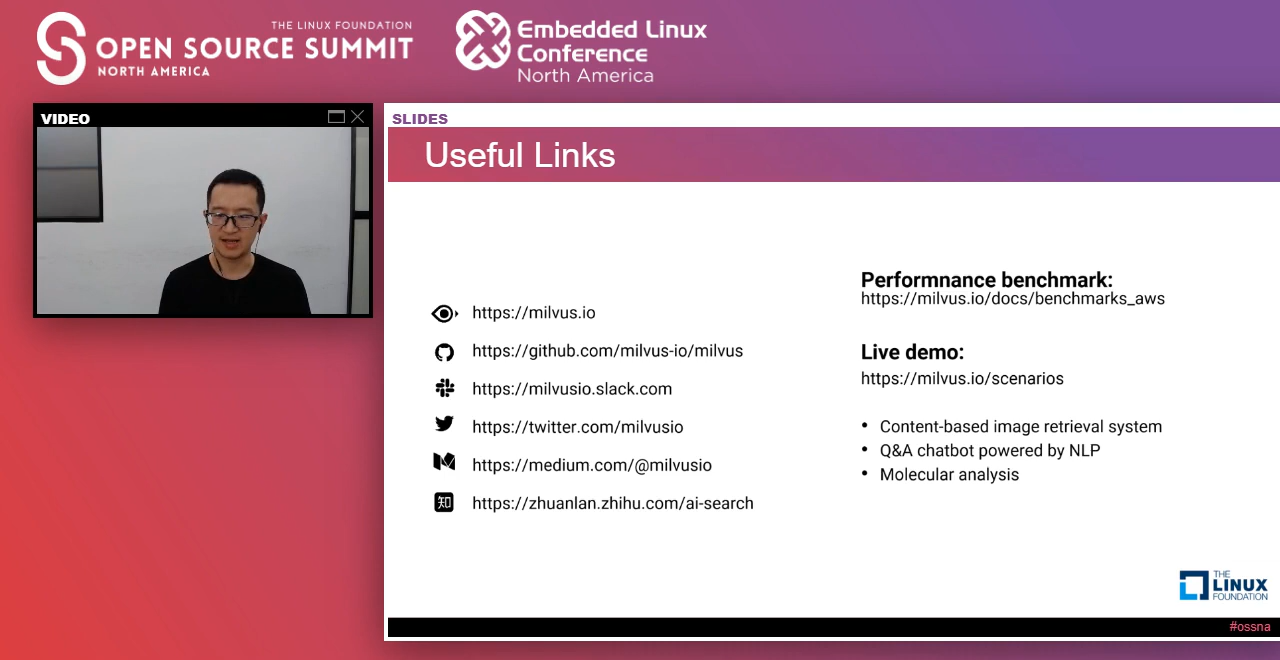 THE LINUX FOUNDATION
OPEN SOURCE SUMMIT
NORTH AMERICA
Embedded Linux
Conference
North America
VIDEO
SLIDES
Useful Links
https://milvus.io
https://github.com/milvus-io/milvus
https://milvusio.slack.com
https://twitter.com/milvusio
https://medium.com/@milvusio
知
https://zhuanlan.zhihu.com/ai-search
Performnance benchmark:
https://milvus.io/docs/benchmarks_aws
Live demo:
https://milvus.io/scenarios
• Content-based image retrieval system
• Q&A chatbot powered by NLP
• Molecular analysis
THE
LINUX
FOUNDATION
#ossna